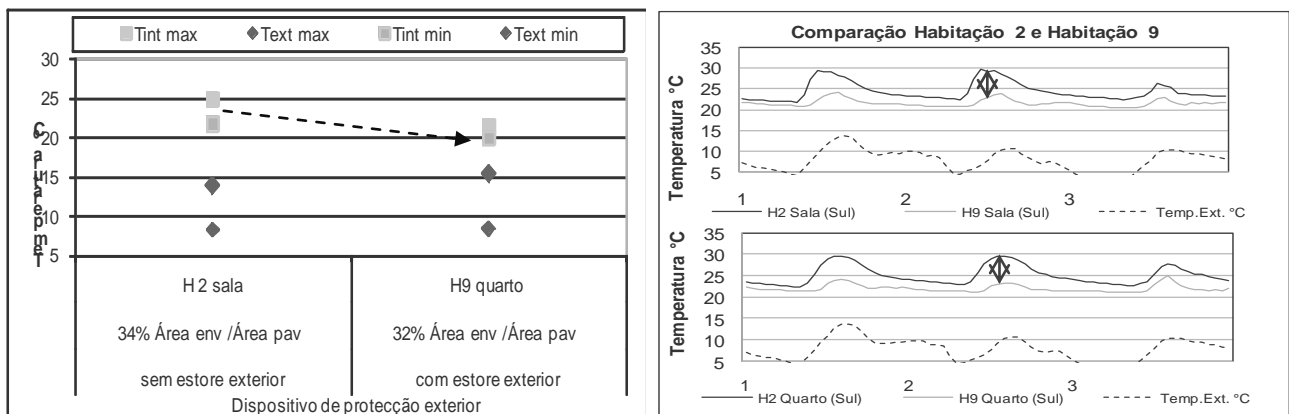 Tint max Text max Tint min Text min
30
25
20
15
10
5
Temperatura °C
H 2 sala H9 quarto
34% Área env /Área pav 32% Área env /Área pav
sem estore exterior com estore exterior
Dispositivo de protecção exterior
Comparação Habitação 2 e Habitação 9
Temperatura °C
35
30
25
20
15
10
5
1 2 3
H2 Sala (Sul) H9 Sala (Sul) Temp.Ext. °C
Temperatura °C
35
30
25
20
15
10
5
1 2 3
H2 Quarto (Sul) H9 Quarto (Sul) Temp.Ext. °C